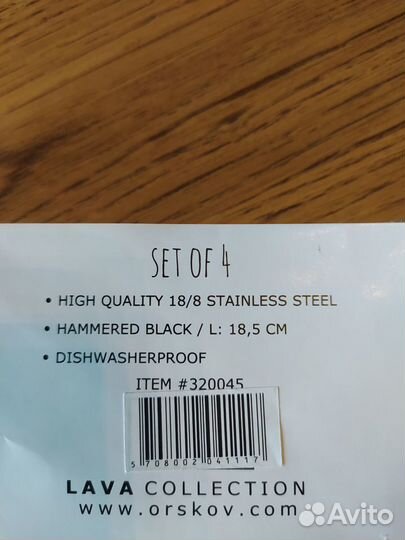 SET OF 4
• HIGH QUALITY 18/8 STAINLESS STEEL
• HAMMERED BLACK / L: 18,5 CM
• DISHWASHERPROOF
ITEM #320045
5 708002 041117
LAVA COLLECTION
www.orskov.com
Avito